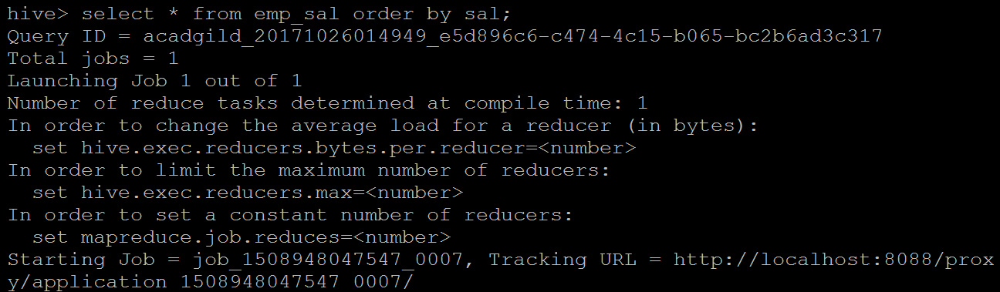 hive> select * from emp_sal order by sal;
Query ID = acadgild_20171026014949_e5d896c6-c474-4c15-b065-bc2b6ad3c317
Total jobs = 1
Launching Job 1 out of 1
Number of reduce tasks determined at compile time: 1
In order to change the average load for a reducer (in bytes):
  set hive.exec.reducers.bytes.per.reducer=<number>
In order to limit the maximum number of reducers:
  set hive.exec.reducers.max=<number>
In order to set a constant number of reducers:
  set mapreduce.job.reduces=<number>
Starting Job = job_1508948047547_0007, Tracking URL = http://localhost:8088/prox
y/application_1508948047547_0007/